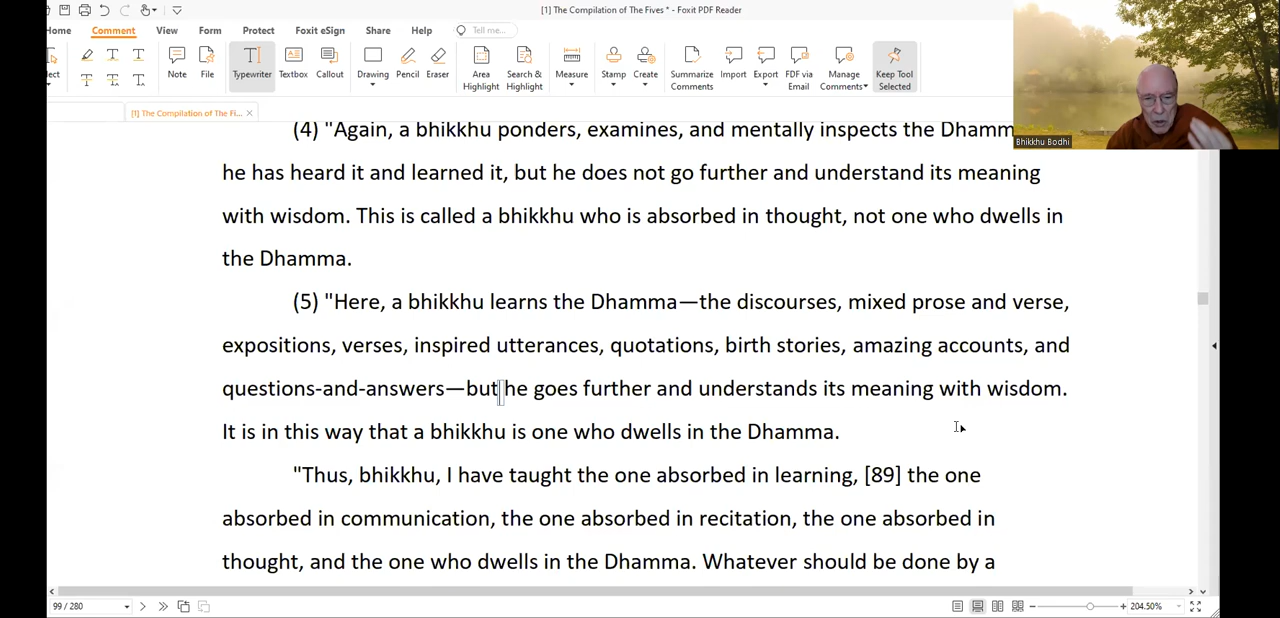 [1] The Compilation of The Fives * - Foxit PDF Reader
Home Comment View Form Protect Foxit eSign Share Help Tell me...
Note File Typewriter Textbox Callout Drawing Pencil Eraser Area Highlight Search & Highlight Measure Stamp Create Summarize Comments Import Export FDF via Email Manage Comments Keep Tool Selected
[1] The Compilation of The Fi...
Bhikkhu Bodhi
(4) "Again, a bhikkhu ponders, examines, and mentally inspects the
he has heard it and learned it, but he does not go further and understand its meaning
with wisdom. This is called a bhikkhu who is absorbed in thought, not one who dwells in
the Dhamma.
(5) "Here, a bhikkhu learns the Dhamma—the discourses, mixed prose and verse,
expositions, verses, inspired utterances, quotations, birth stories, amazing accounts, and
questions-and-answers—but he goes further and understands its meaning with wisdom.
It is in this way that a bhikkhu is one who dwells in the Dhamma.
"Thus, bhikkhu, I have taught the one absorbed in learning, [89] the one
absorbed in communication, the one absorbed in recitation, the one absorbed in
thought, and the one who dwells in the Dhamma. Whatever should be done by a
99 / 280
204.50%